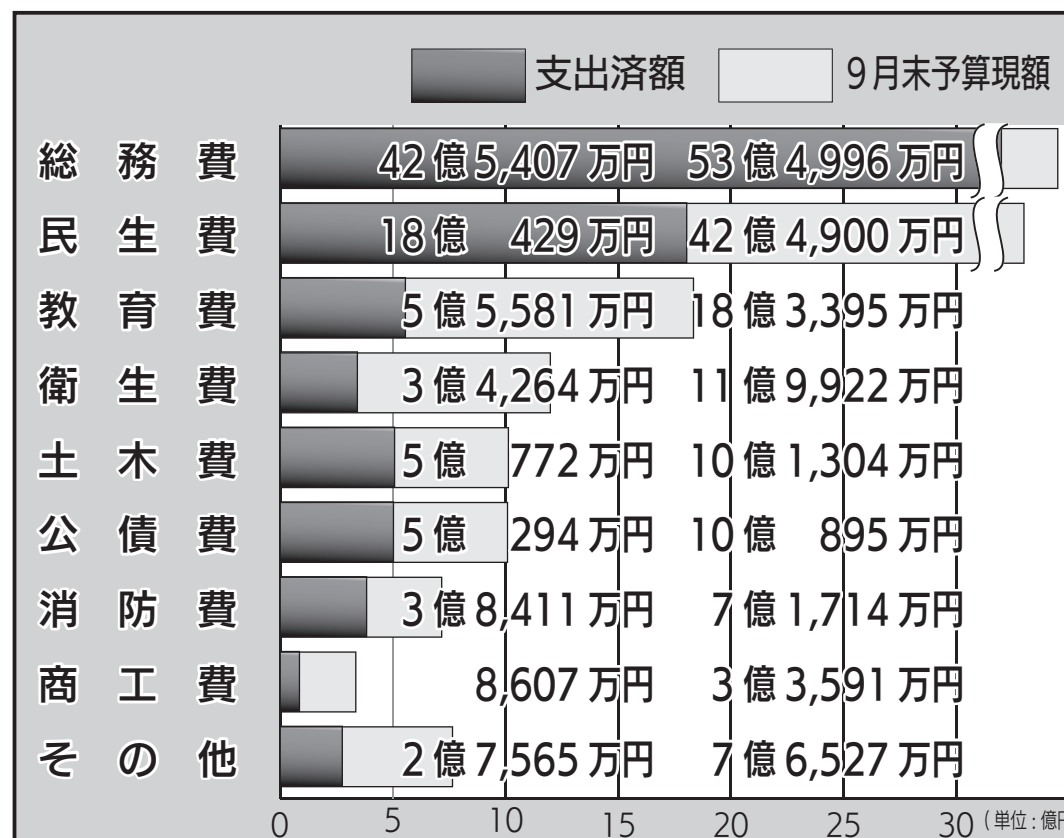 支出済額 9月末予算現額
総務費 42億5,407万円 53億4,996万円
民生費 18億 429万円 42億4,900万円
教育費 5億5,581万円 18億3,395万円
衛生費 3億4,264万円 11億9,922万円
土木費 5億 772万円 10億1,304万円
公債費 5億 294万円 10億 895万円
消防費 3億8,411万円 7億1,714万円
商工費 8,607万円 3億3,591万円
その他 2億7,565万円 7億6,527万円
0 5 10 15 20 25 30 (単位:億円